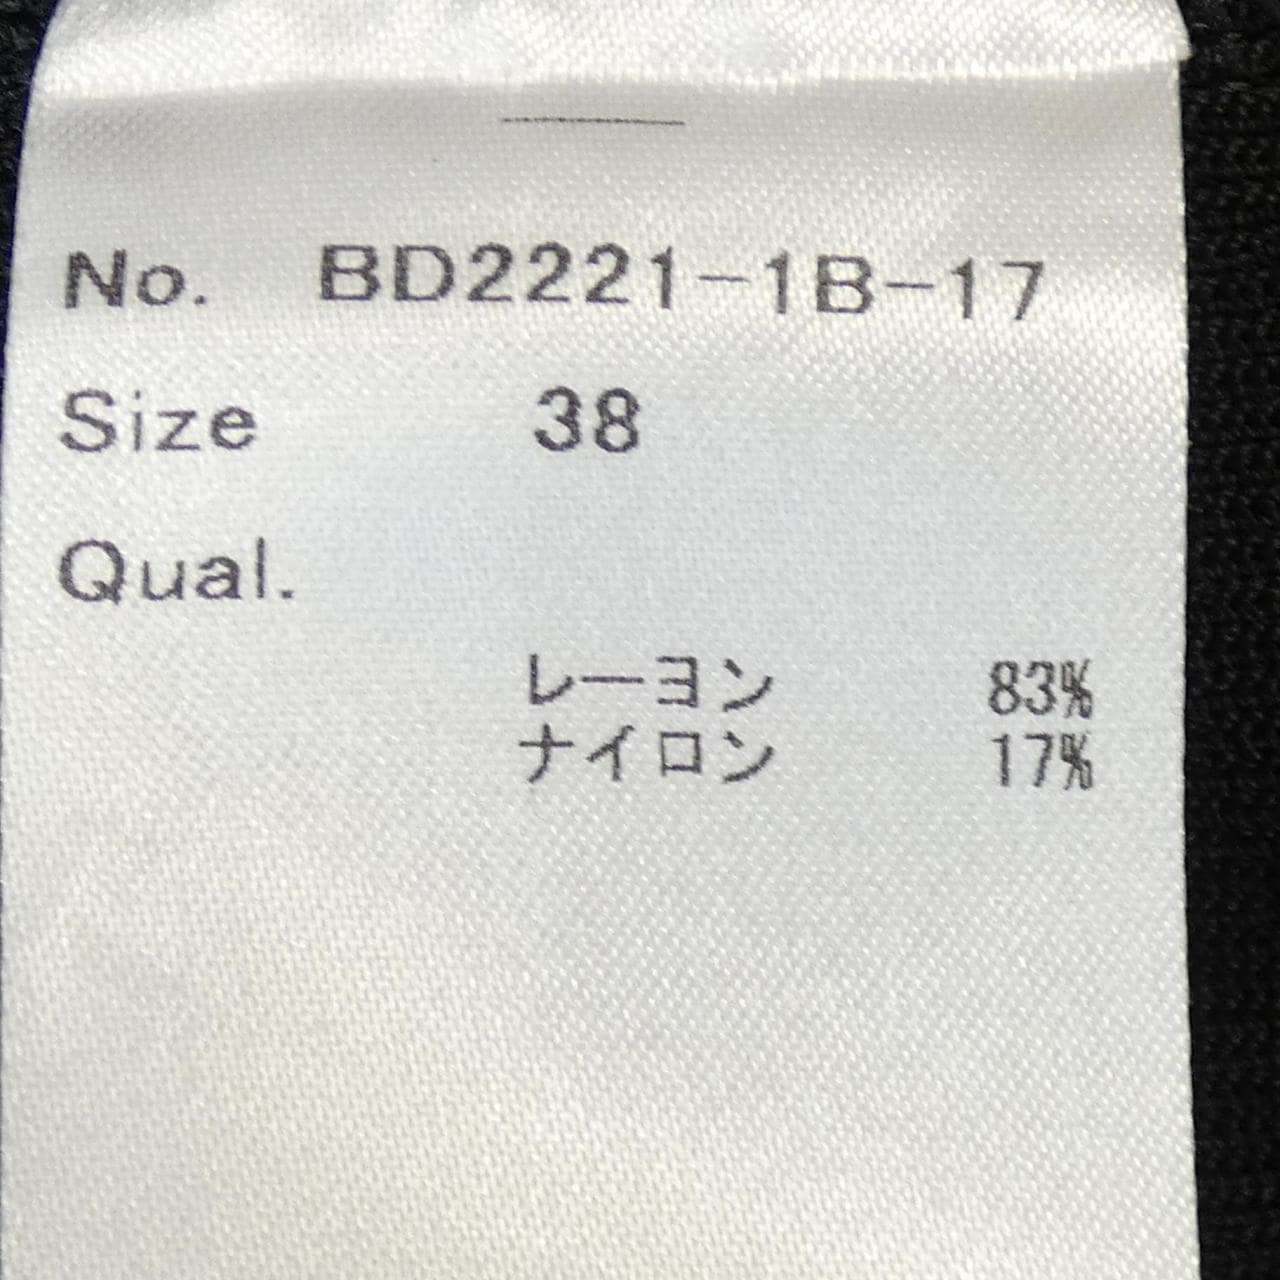 No. BD2221-1B-17
Size 38
Qual.
レーヨン 83%
ナイロン 17%